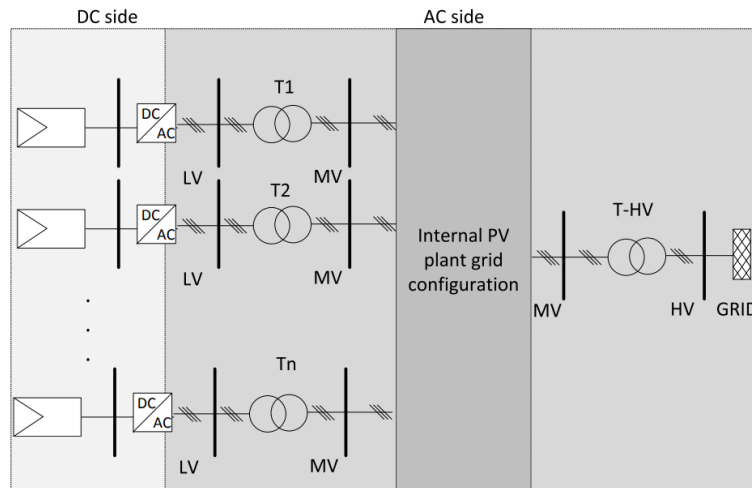 DC side
AC side
T1
DC
AC
LV
MV
T2
DC
AC
LV
MV
Internal PV
plant grid
configuration
T-HV
MV
HV
GRID
.
.
.
Tn
DC
AC
LV
MV